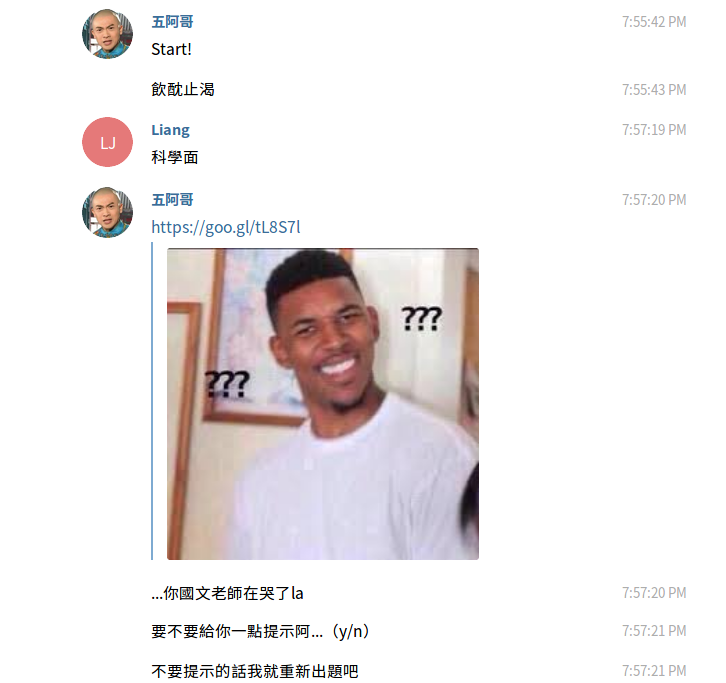 五阿哥 7:55:42 PM
Start!
飲酖止渴 7:55:43 PM
LJ
Liang 7:57:19 PM
科學面
五阿哥 7:57:20 PM
https://goo.gl/tL8S7l
???
???
...你國文老師在哭了la 7:57:20 PM
要不要給你一點提示阿...（y/n） 7:57:21 PM
不要提示的話我就重新出題吧 7:57:21 PM